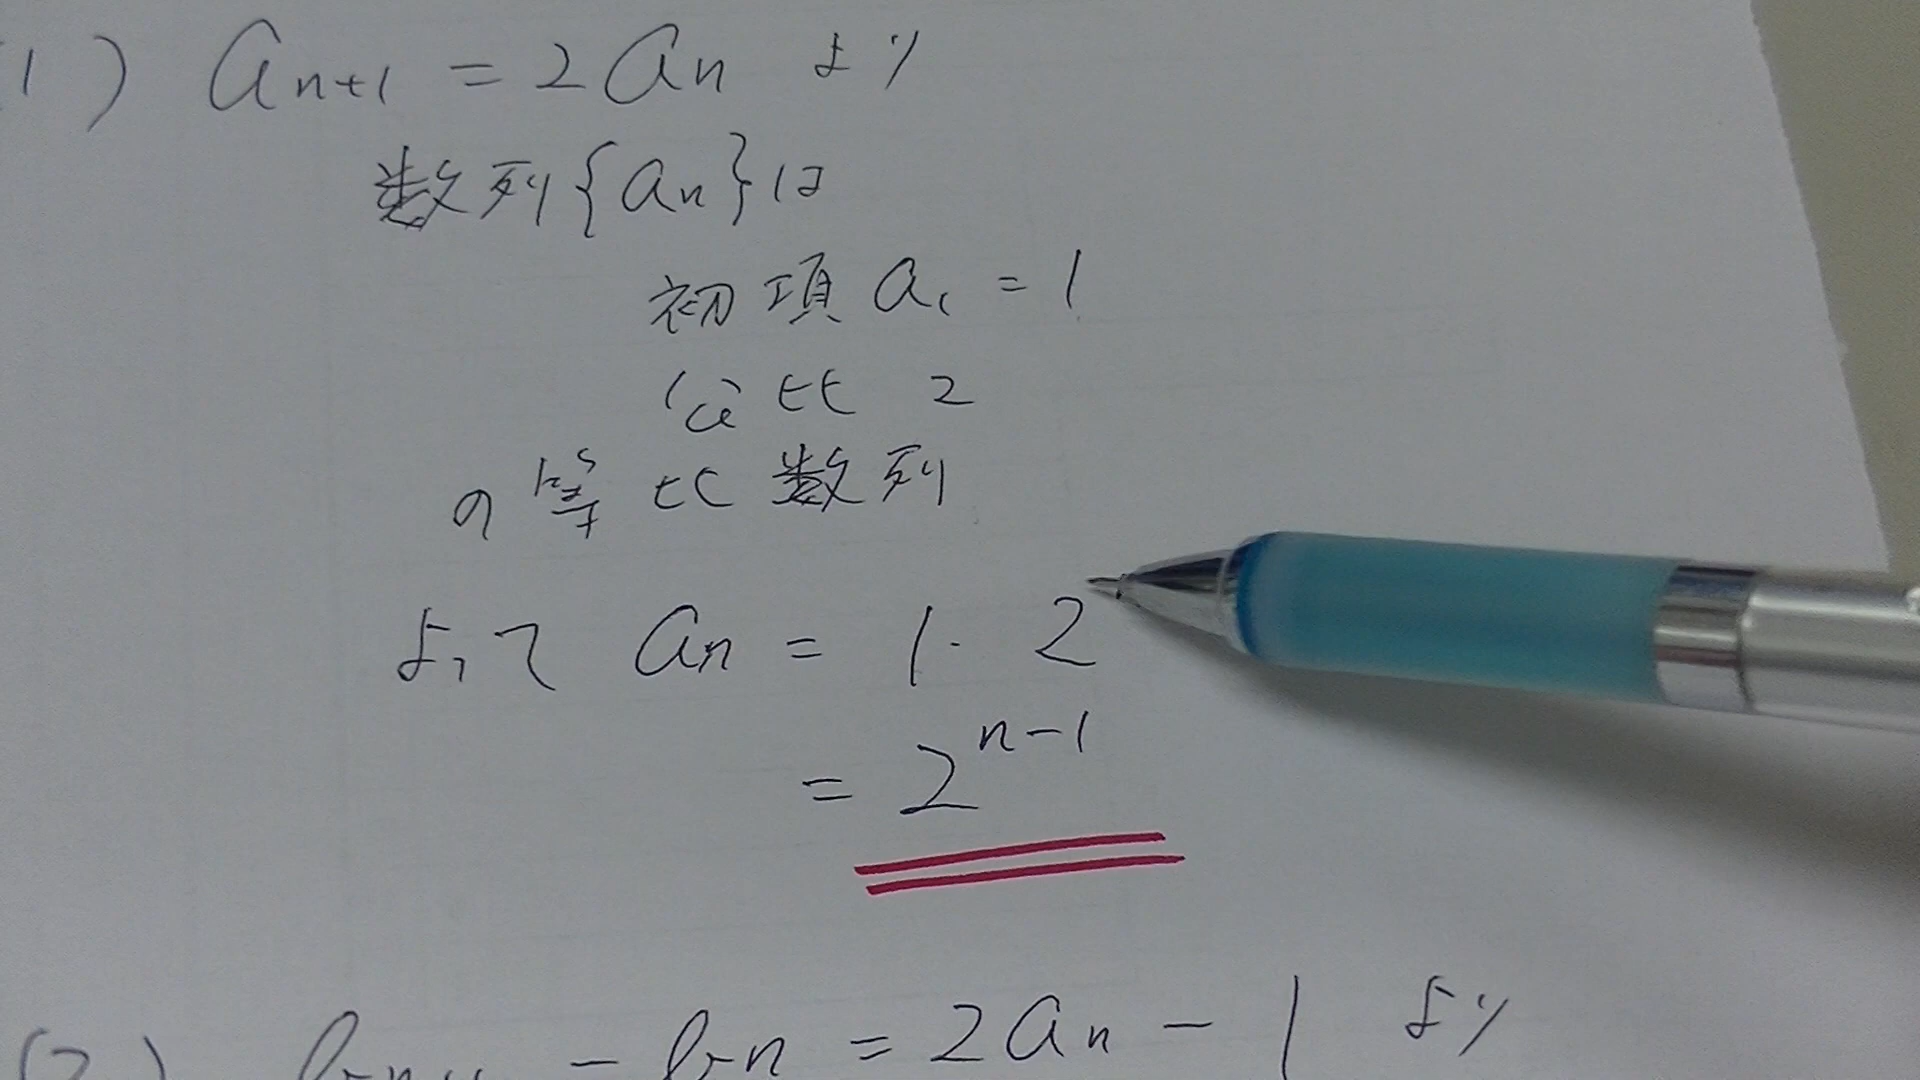 (1) an+1 = 2an より
数列{an}は
初項 a1 = 1
公比 2
の等比数列
よって an = 1・2
= 2^n-1
(2) bn+1 - bn = 2an - 1 より